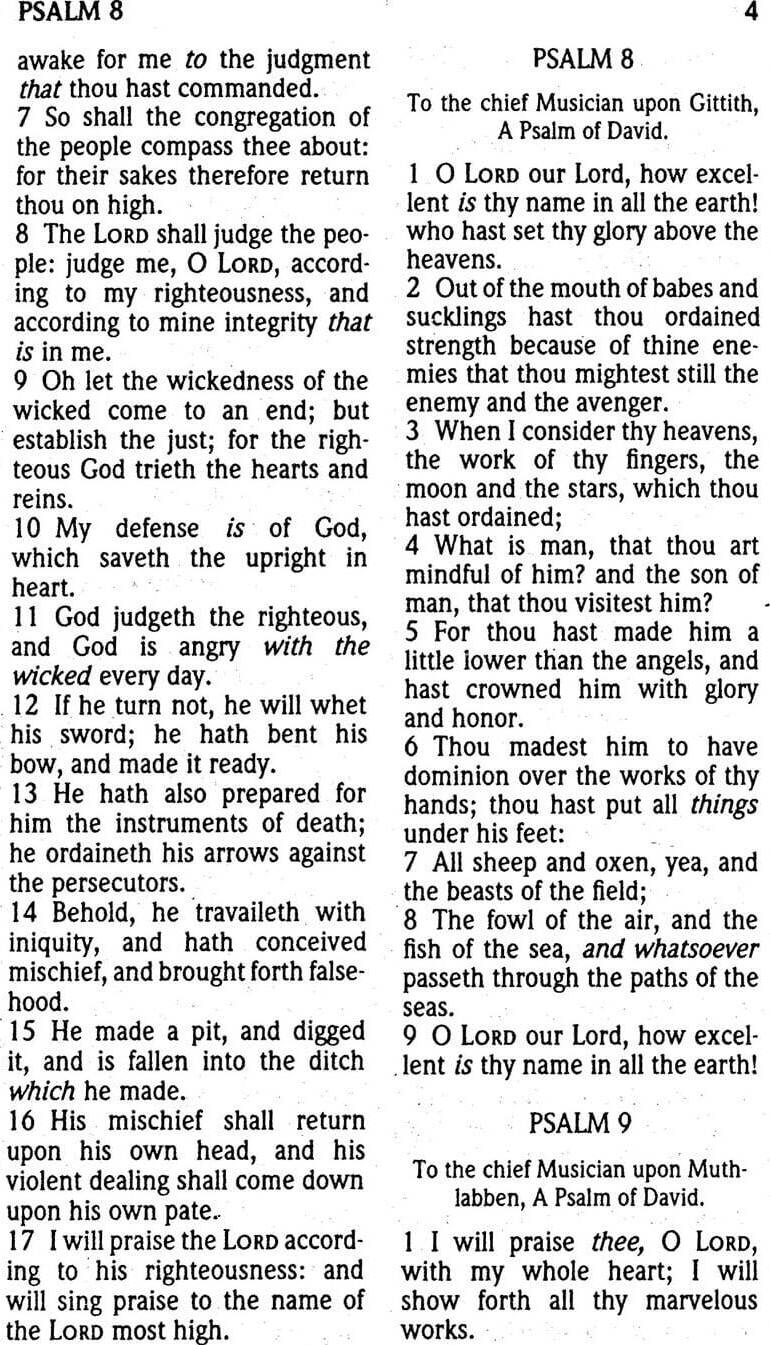 PSALM 8
4
awake for me to the judgment
that thou hast commanded.
7 So shall the congregation of
the people compass thee about:
for their sakes therefore return
thou on high.
8 The LORD shall judge the peo-
ple: judge me, O LORD, accord-
ing to my righteousness, and
according to mine integrity that
is in me.
9 Oh let the wickedness of the
wicked come to an end; but
establish the just; for the righ-
teous God trieth the hearts and
reins.
10 My defense is of God,
which saveth the upright in
heart.
11 God judgeth the righteous,
and God is angry with the
wicked every day.
12 If he turn not, he will whet
his sword; he hath bent his
bow, and made it ready.
13 He hath also prepared for
him the instruments of death;
he ordaineth his arrows against
the persecutors.
14 Behold, he travaileth with
iniquity, and hath conceived
mischief, and brought forth false-
hood.
15 He made a pit, and digged
it, and is fallen into the ditch
which he made.
16 His mischief shall return
upon his own head, and his
violent dealing shall come down
upon his own pate.
17 I will praise the LORD accord-
ing to his righteousness: and
will sing praise to the name of
the LORD most high.
PSALM 8
To the chief Musician upon Gittith,
A Psalm of David.
1 O LORD our Lord, how excel-
lent is thy name in all the earth!
who hast set thy glory above the
heavens.
2 Out of the mouth of babes and
sucklings hast thou ordained
strength because of thine ene-
mies that thou mightest still the
enemy and the avenger.
3 When I consider thy heavens,
the work of thy fingers, the
moon and the stars, which thou
hast ordained;
4 What is man, that thou art
mindful of him? and the son of
man, that thou visitest him?
5 For thou hast made him a
little lower than the angels, and
hast crowned him with glory
and honor.
6 Thou madest him to have
dominion over the works of thy
hands; thou hast put all things
under his feet:
7 All sheep and oxen, yea, and
the beasts of the field;
8 The fowl of the air, and the
fish of the sea, and whatsoever
passeth through the paths of the
seas.
9 O LORD our Lord, how excel-
lent is thy name in all the earth!
PSALM 9
To the chief Musician upon Muth-
labben, A Psalm of David.
1 I will praise thee, O LORD,
with my whole heart; I will
show forth all thy marvelous
works.